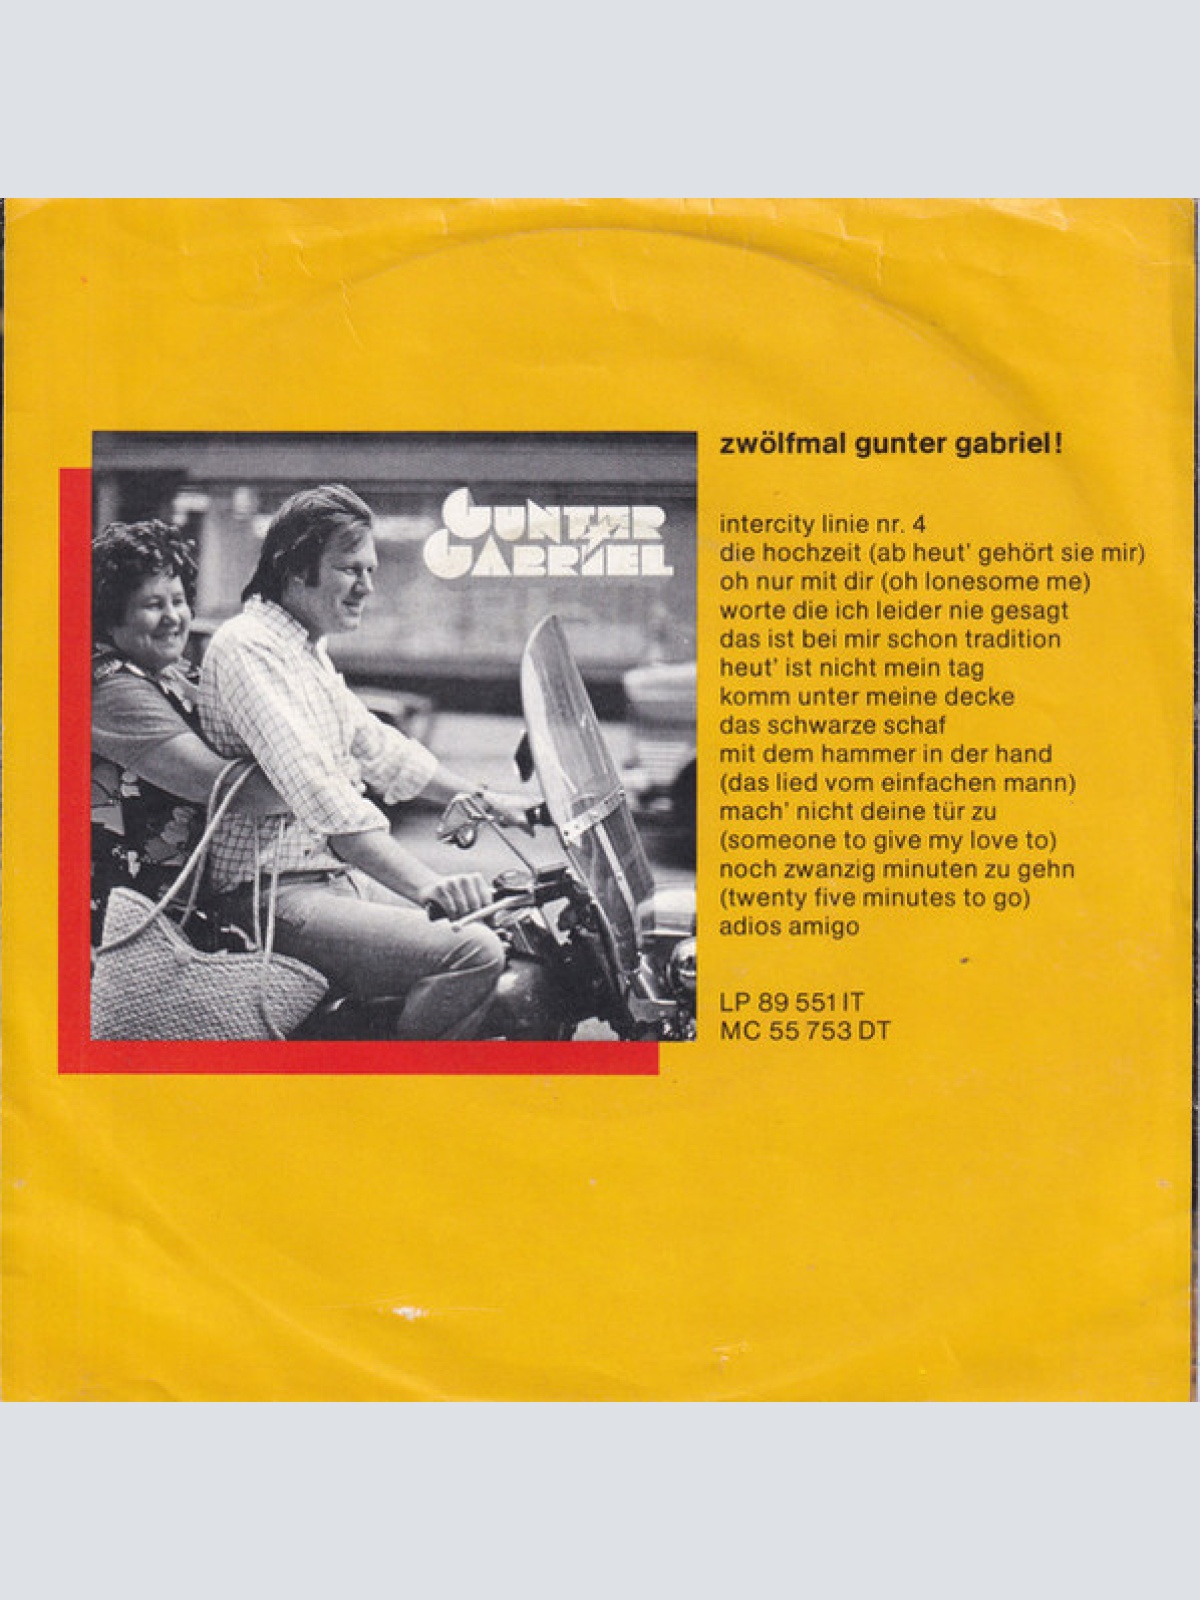 GUNTER
GABRIEL
zwölfmal gunter gabriel!
intercity linie nr. 4
die hochzeit (ab heut' gehört sie mir)
oh nur mit dir (oh lonesome me)
worte die ich leider nie gesagt
das ist bei mir schon tradition
heut' ist nicht mein tag
komm unter meine decke
das schwarze schaf
mit dem hammer in der hand
(das lied vom einfachen mann)
mach' nicht deine tür zu
(someone to give my love to)
noch zwanzig minuten zu gehn
(twenty five minutes to go)
adios amigo
LP 89 551 IT
MC 55 753 DT